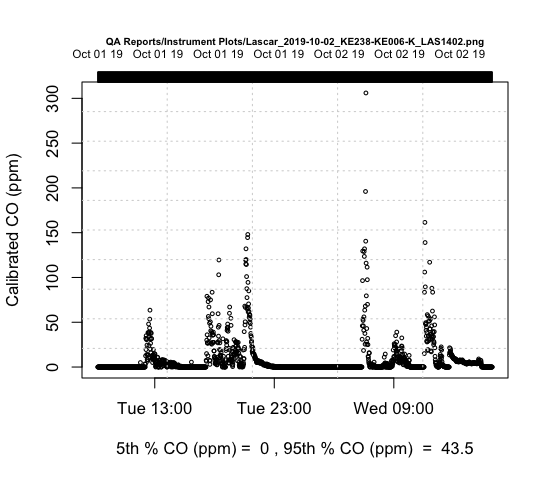 QA Reports/Instrument Plots/Lascar_2019-10-02_KE238-KE006-K_LAS1402.png
Oct 01 19 Oct 01 19 Oct 01 19 Oct 01 19 Oct 02 19 Oct 02 19 Oct 02 19
Calibrated CO (ppm)
300
250
200
150
100
50
0
Tue 13:00 Tue 23:00 Wed 09:00
5th % CO (ppm) = 0 , 95th % CO (ppm) = 43.5